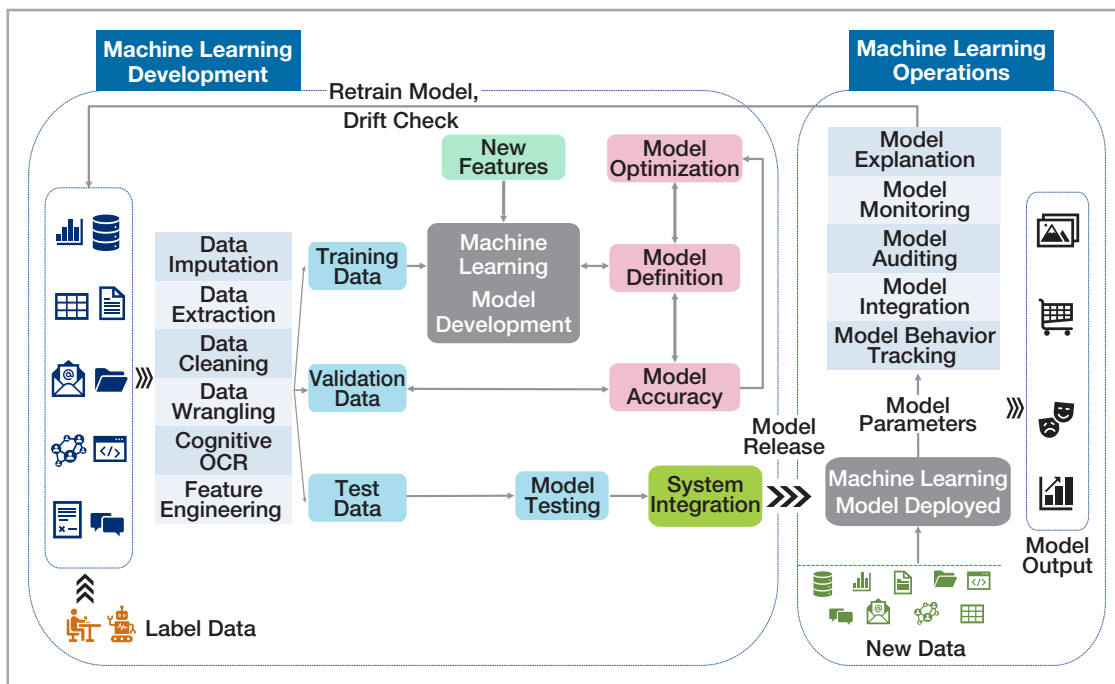 Machine Learning
Development
Machine Learning
Operations
Retrain Model,
Drift Check
New
Features
Model
Optimization
Model
Explanation
Model
Monitoring
Model
Auditing
Model
Integration
Model Behavior
Tracking
Data
Imputation
Data
Extraction
Data
Cleaning
Data
Wrangling
Cognitive
OCR
Feature
Engineering
Training
Data
Machine
Learning
Model
Development
Model
Definition
Validation
Data
Model
Accuracy
Test
Data
Model
Testing
System
Integration
Model
Release
Model
Parameters
Machine Learning
Model Deployed
Model
Output
Label Data
New Data